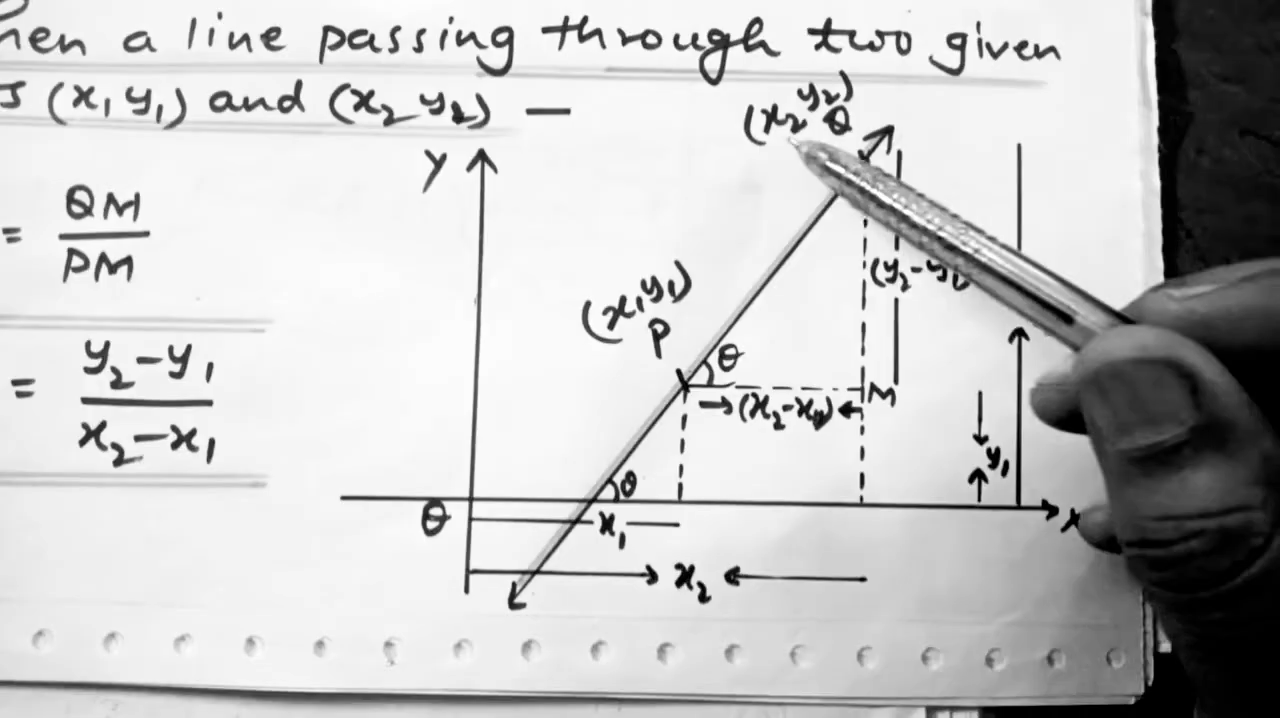 hen a line passing through two given
s (x₁ y₁) and (x₂ y₂) —
(x₂ y₂)
Q
Y
= QM
PM
(y₂-y₁
(x₁ y₁)
P
θ
= y₂-y₁
x₂-x₁
→(x₂-x₁)←
M
y₁
θ
O
x
x₁
x₂